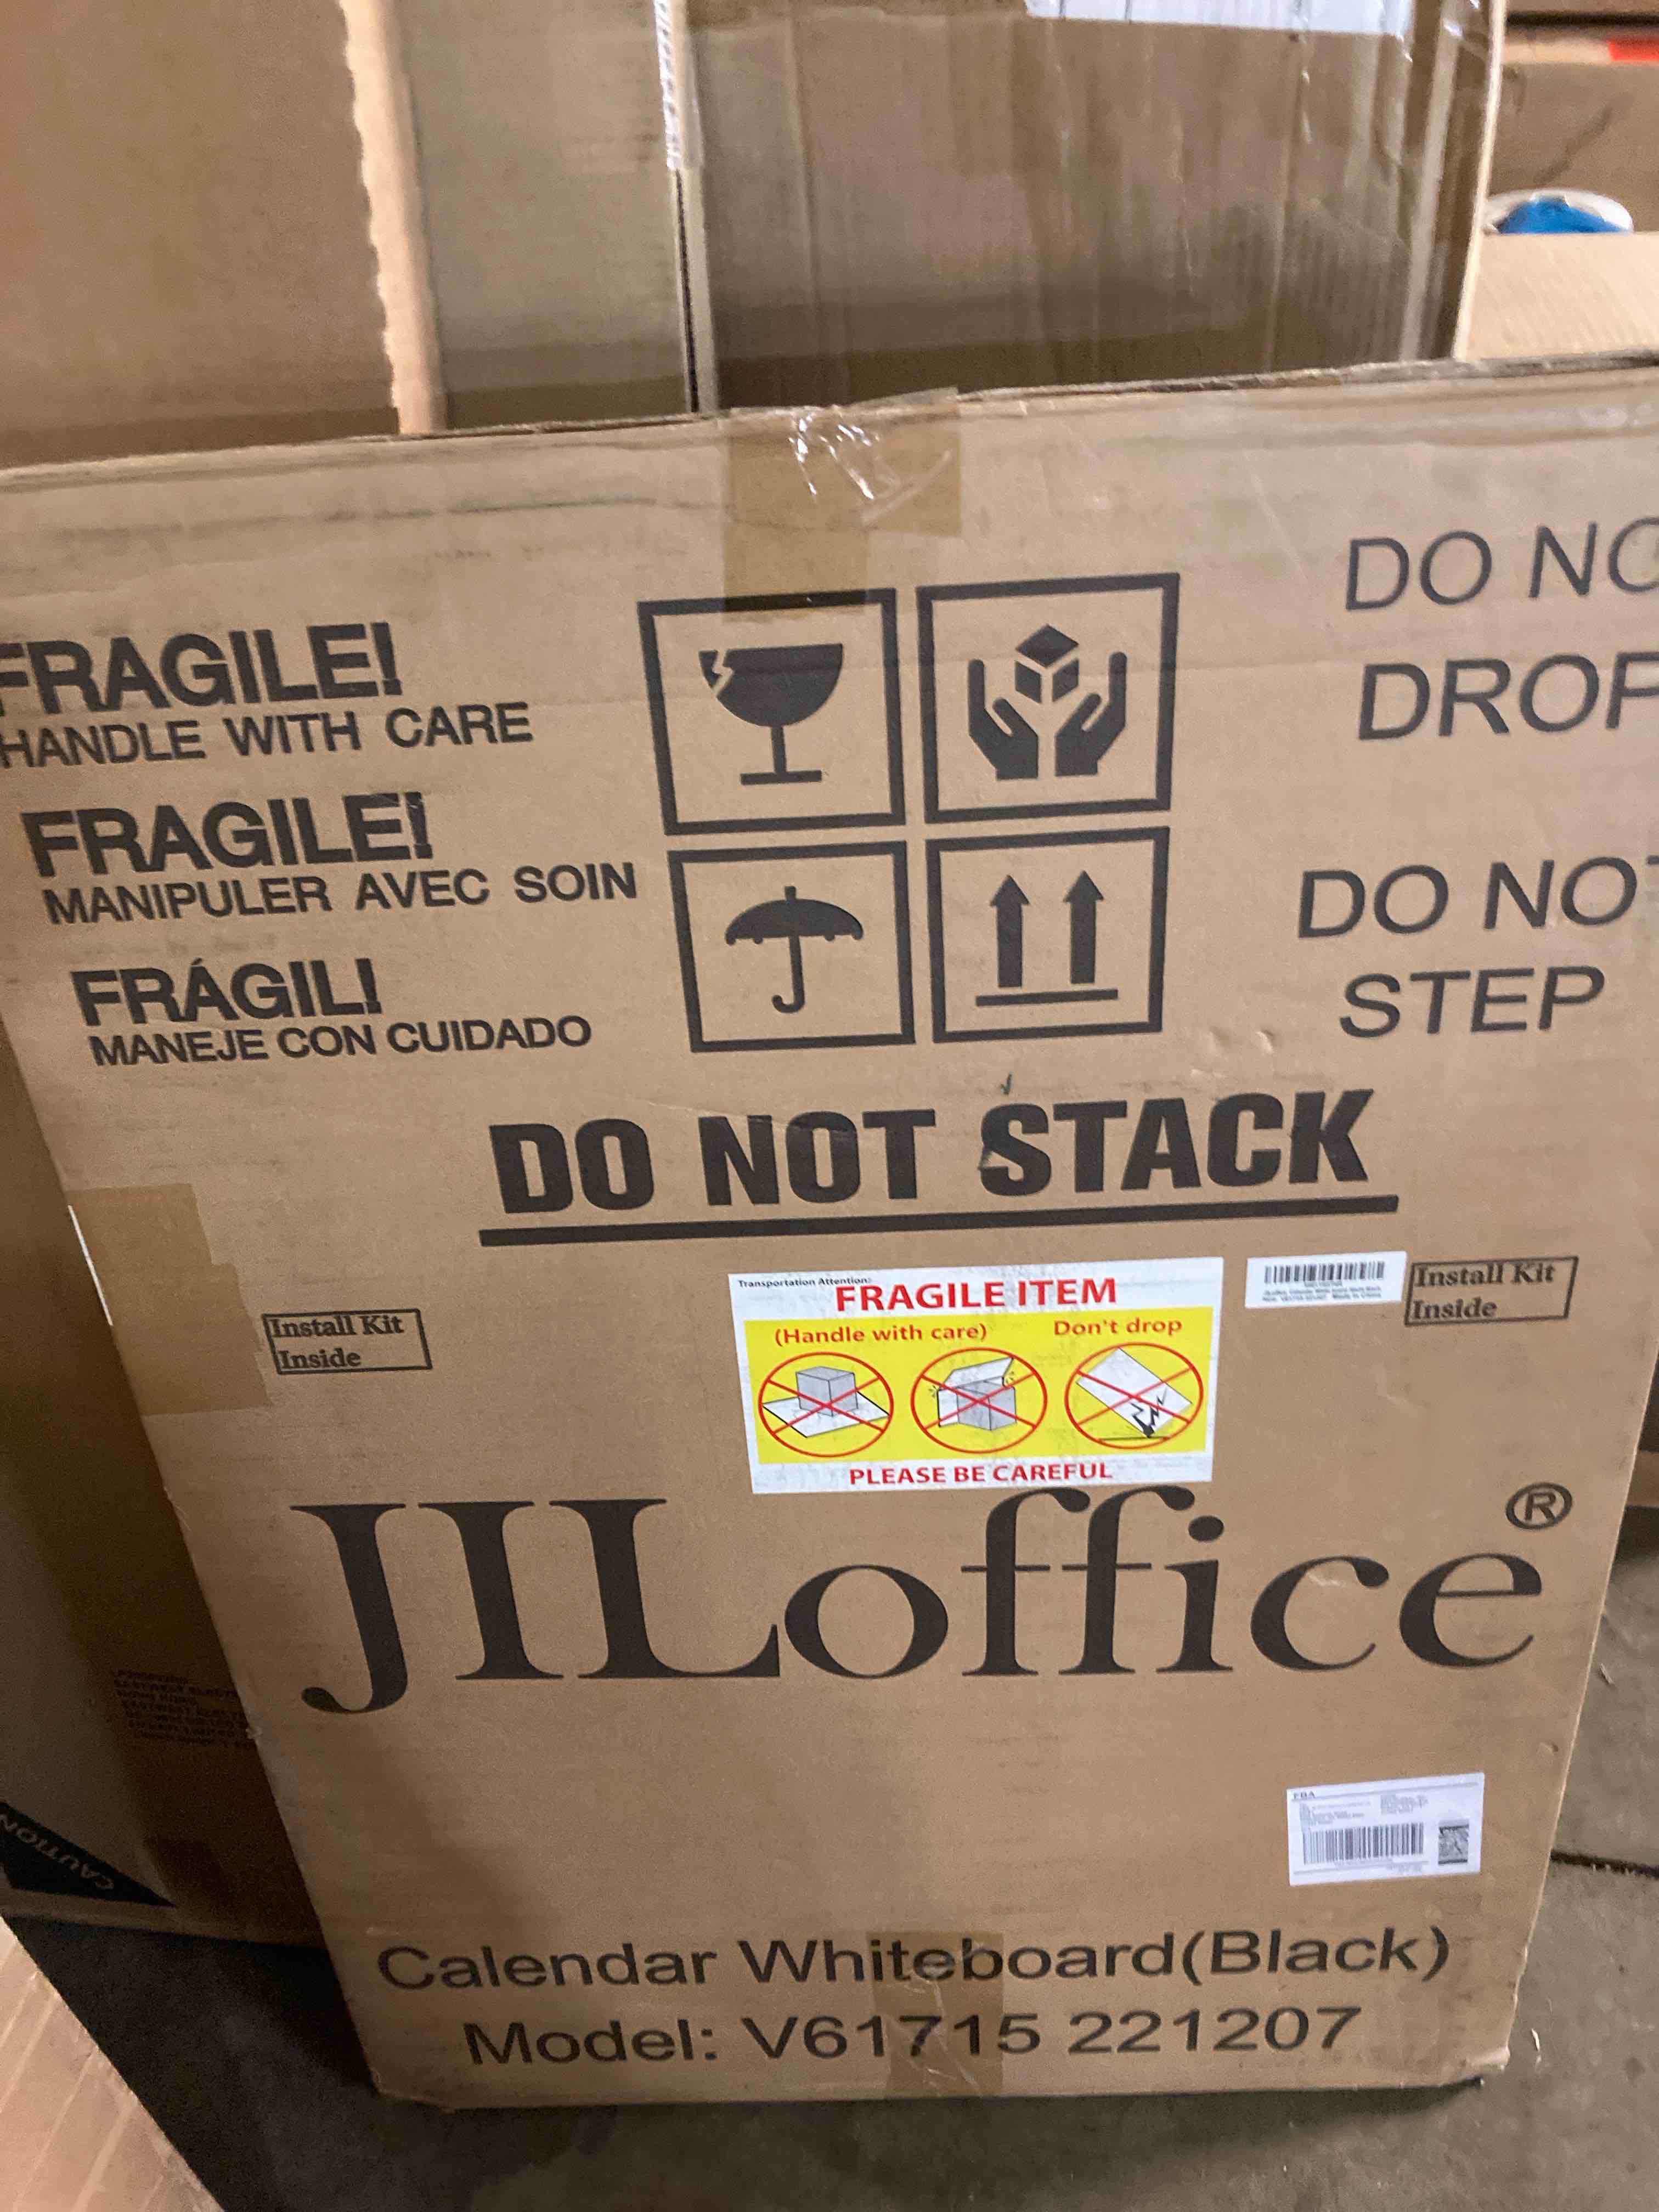 FRAGILE!
HANDLE WITH CARE
FRAGILE!
MANIPULER AVEC SOIN
FRÁGIL!
MANEJE CON CUIDADO
DO NO
DROP
DO NOT
STEP
DO NOT STACK
Install Kit
Inside
Transportation Attention:
FRAGILE ITEM
(Handle with care) Don't drop
PLEASE BE CAREFUL
Install Kit
Inside
JILoffice®
FBA
CAUTION
Calendar Whiteboard(Black)
Model: V61715 221207